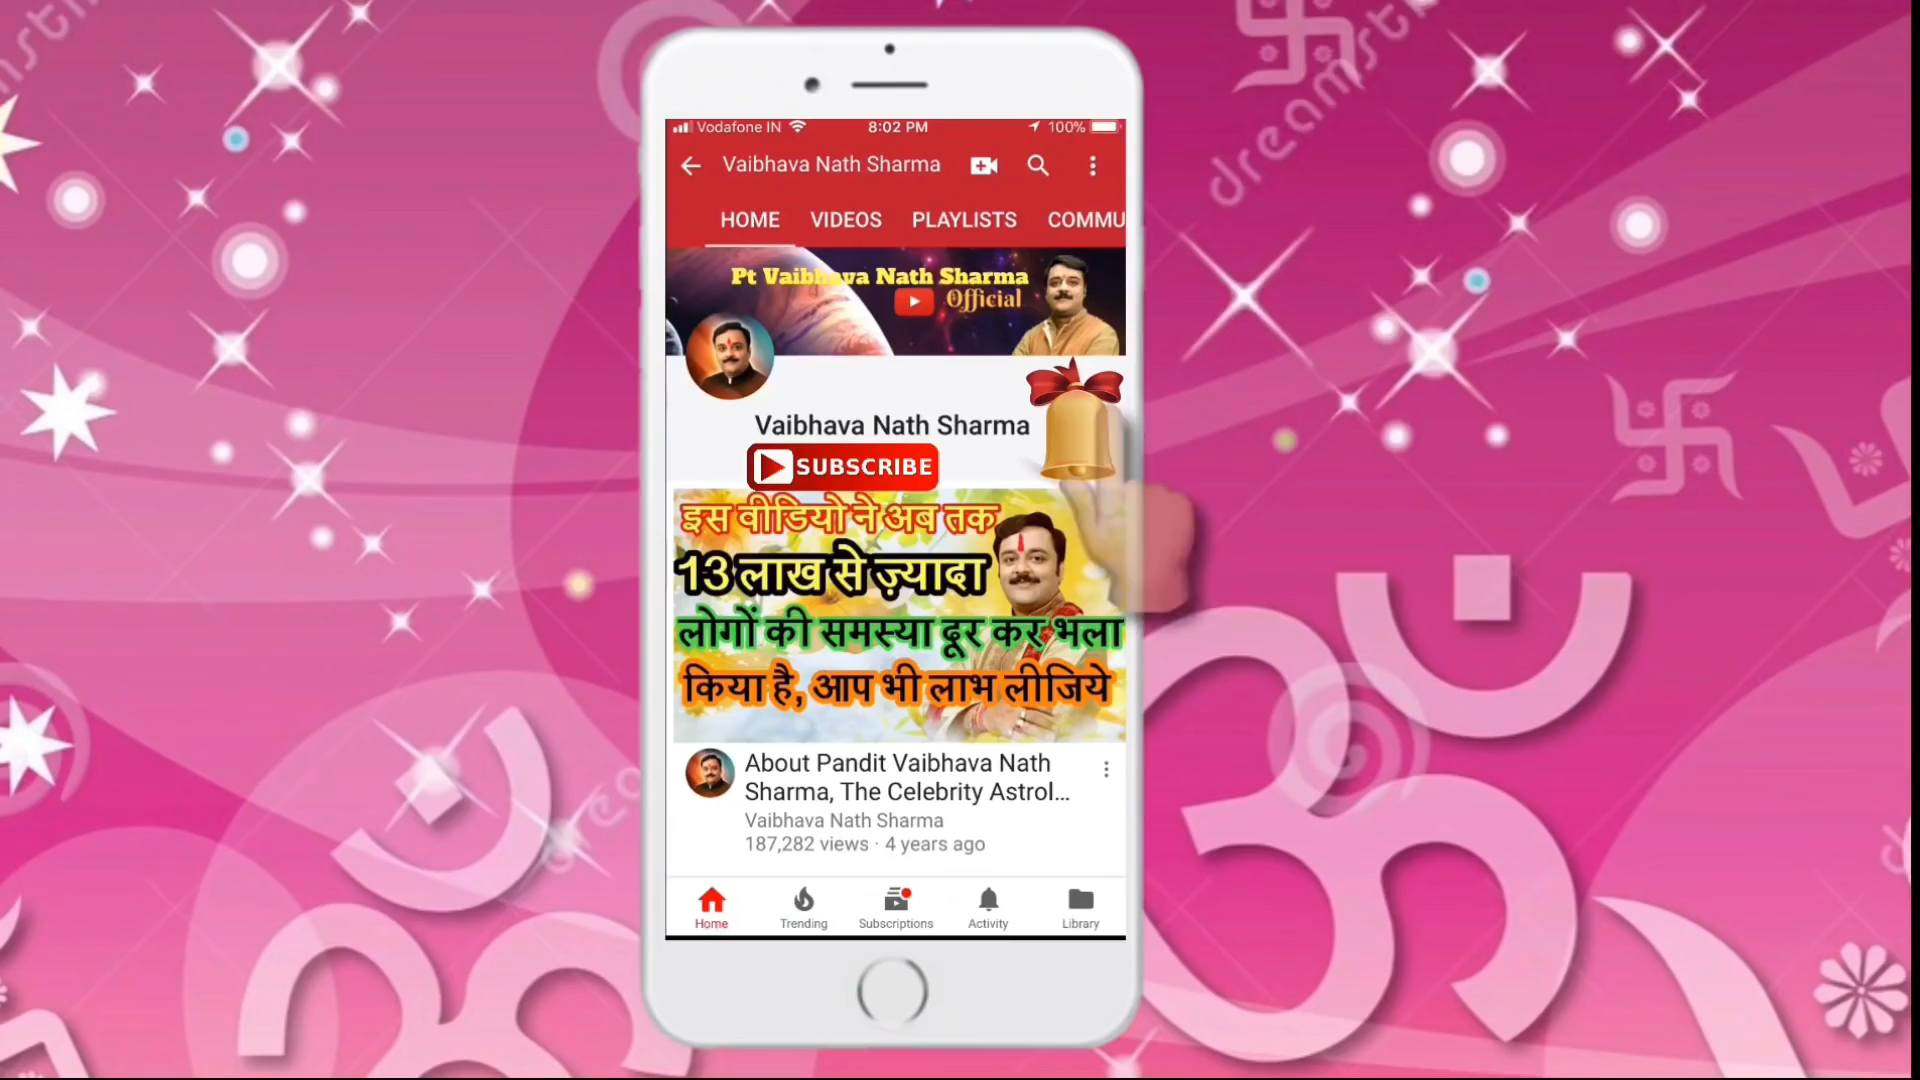 dreamsti
Vodafone IN 8:02 PM 100%
Vaibhava Nath Sharma
HOME VIDEOS PLAYLISTS COMMU
Pt Vaibhava Nath Sharma
Official
Vaibhava Nath Sharma
SUBSCRIBE
इस वीडियो ने अब तक
13 लाख से ज़्यादा
लोगों की समस्या दूर कर भला
किया है, आप भी लाभ लीजिये
About Pandit Vaibhava Nath
Sharma, The Celebrity Astrol...
Vaibhava Nath Sharma
187,282 views · 4 years ago
Home Trending Subscriptions Activity Library